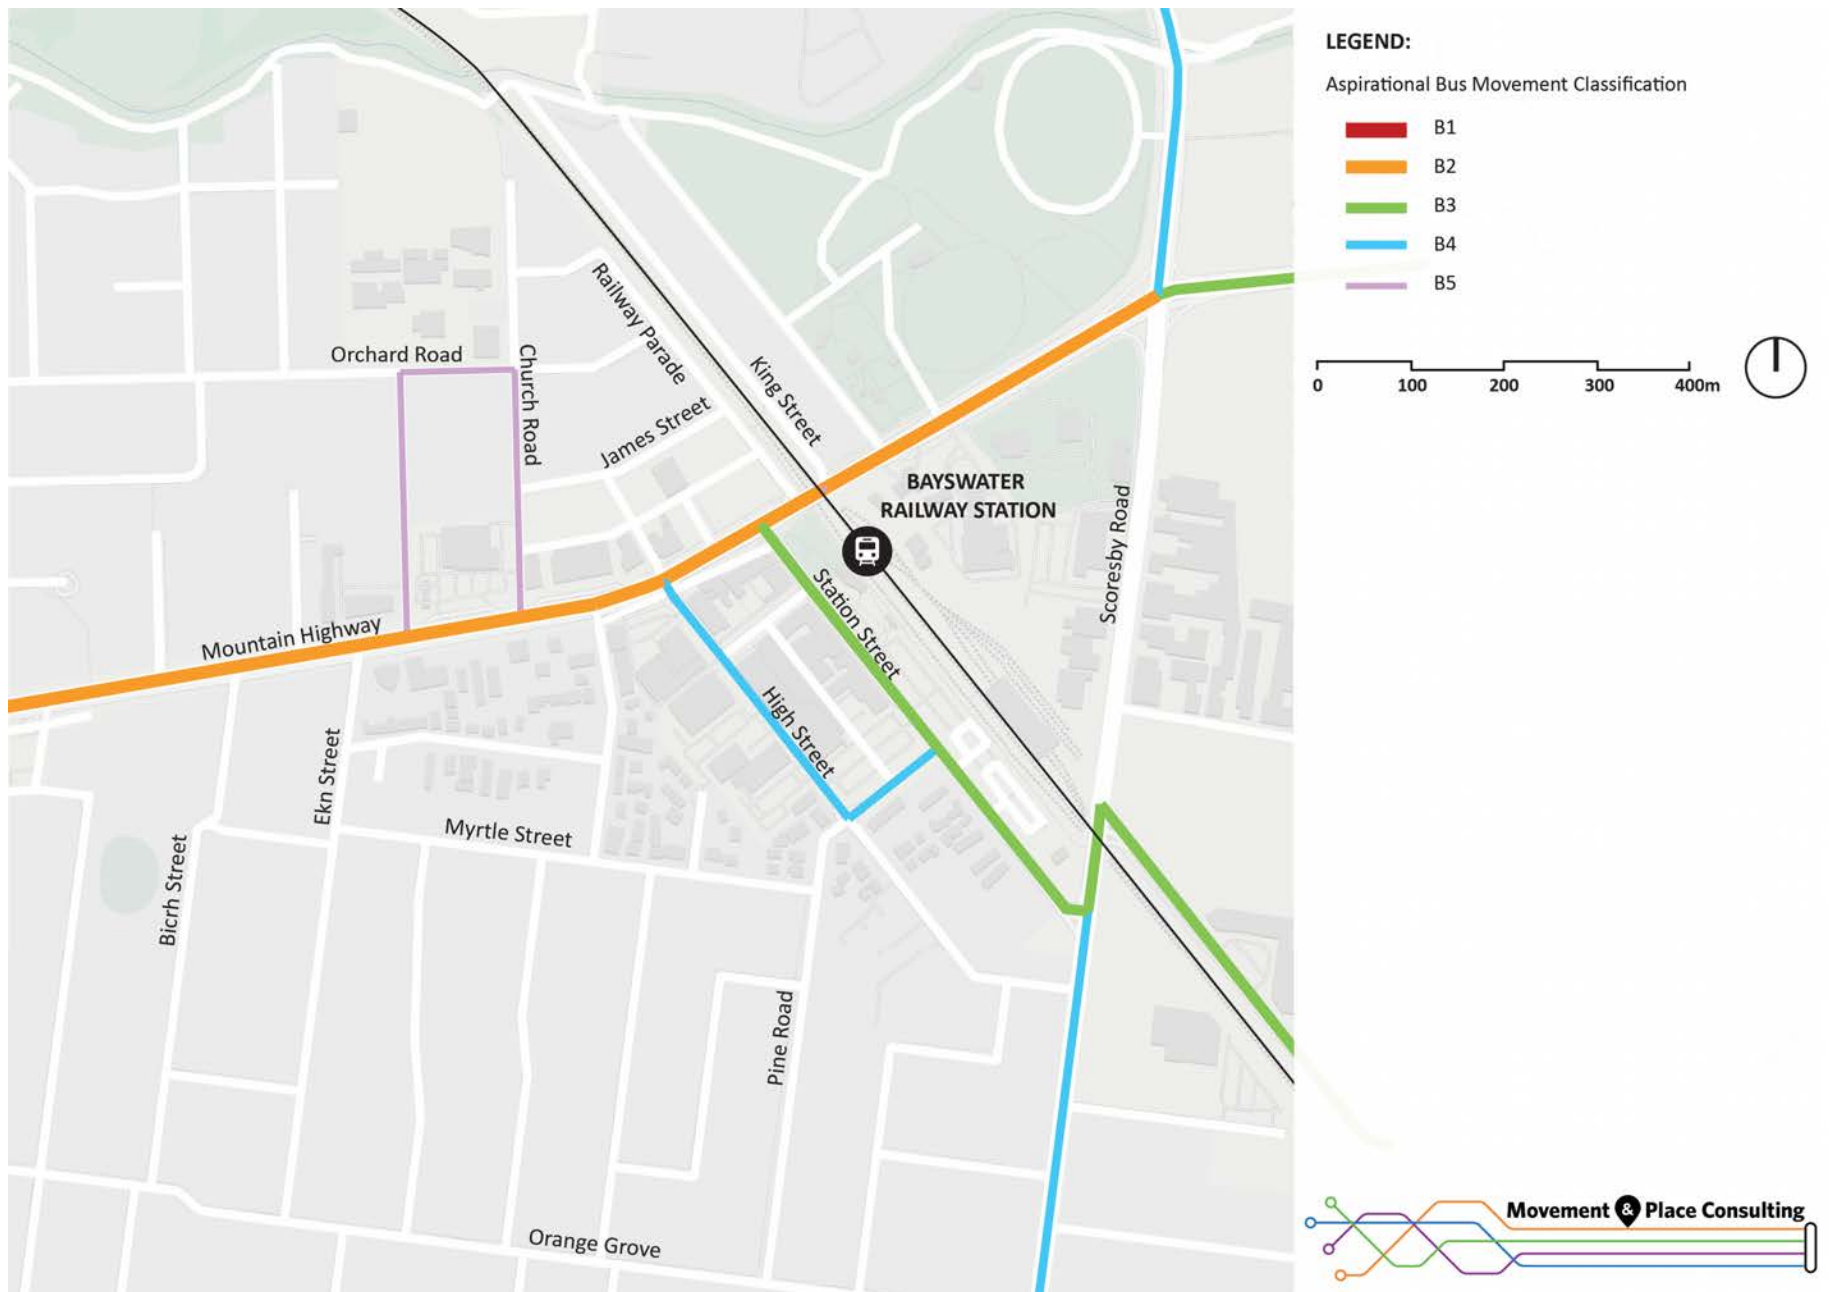 LEGEND:
Aspirational Bus Movement Classification
B1
B2
B3
B4
B5
0 100 200 300 400m
Railway Parade
Orchard Road
Church Road
King Street
James Street
BAYSWATER
RAILWAY STATION
Scoresby Road
Station Street
Mountain Highway
High Street
Ekn Street
Myrtle Street
Bicrh Street
Pine Road
Orange Grove
Movement & Place Consulting